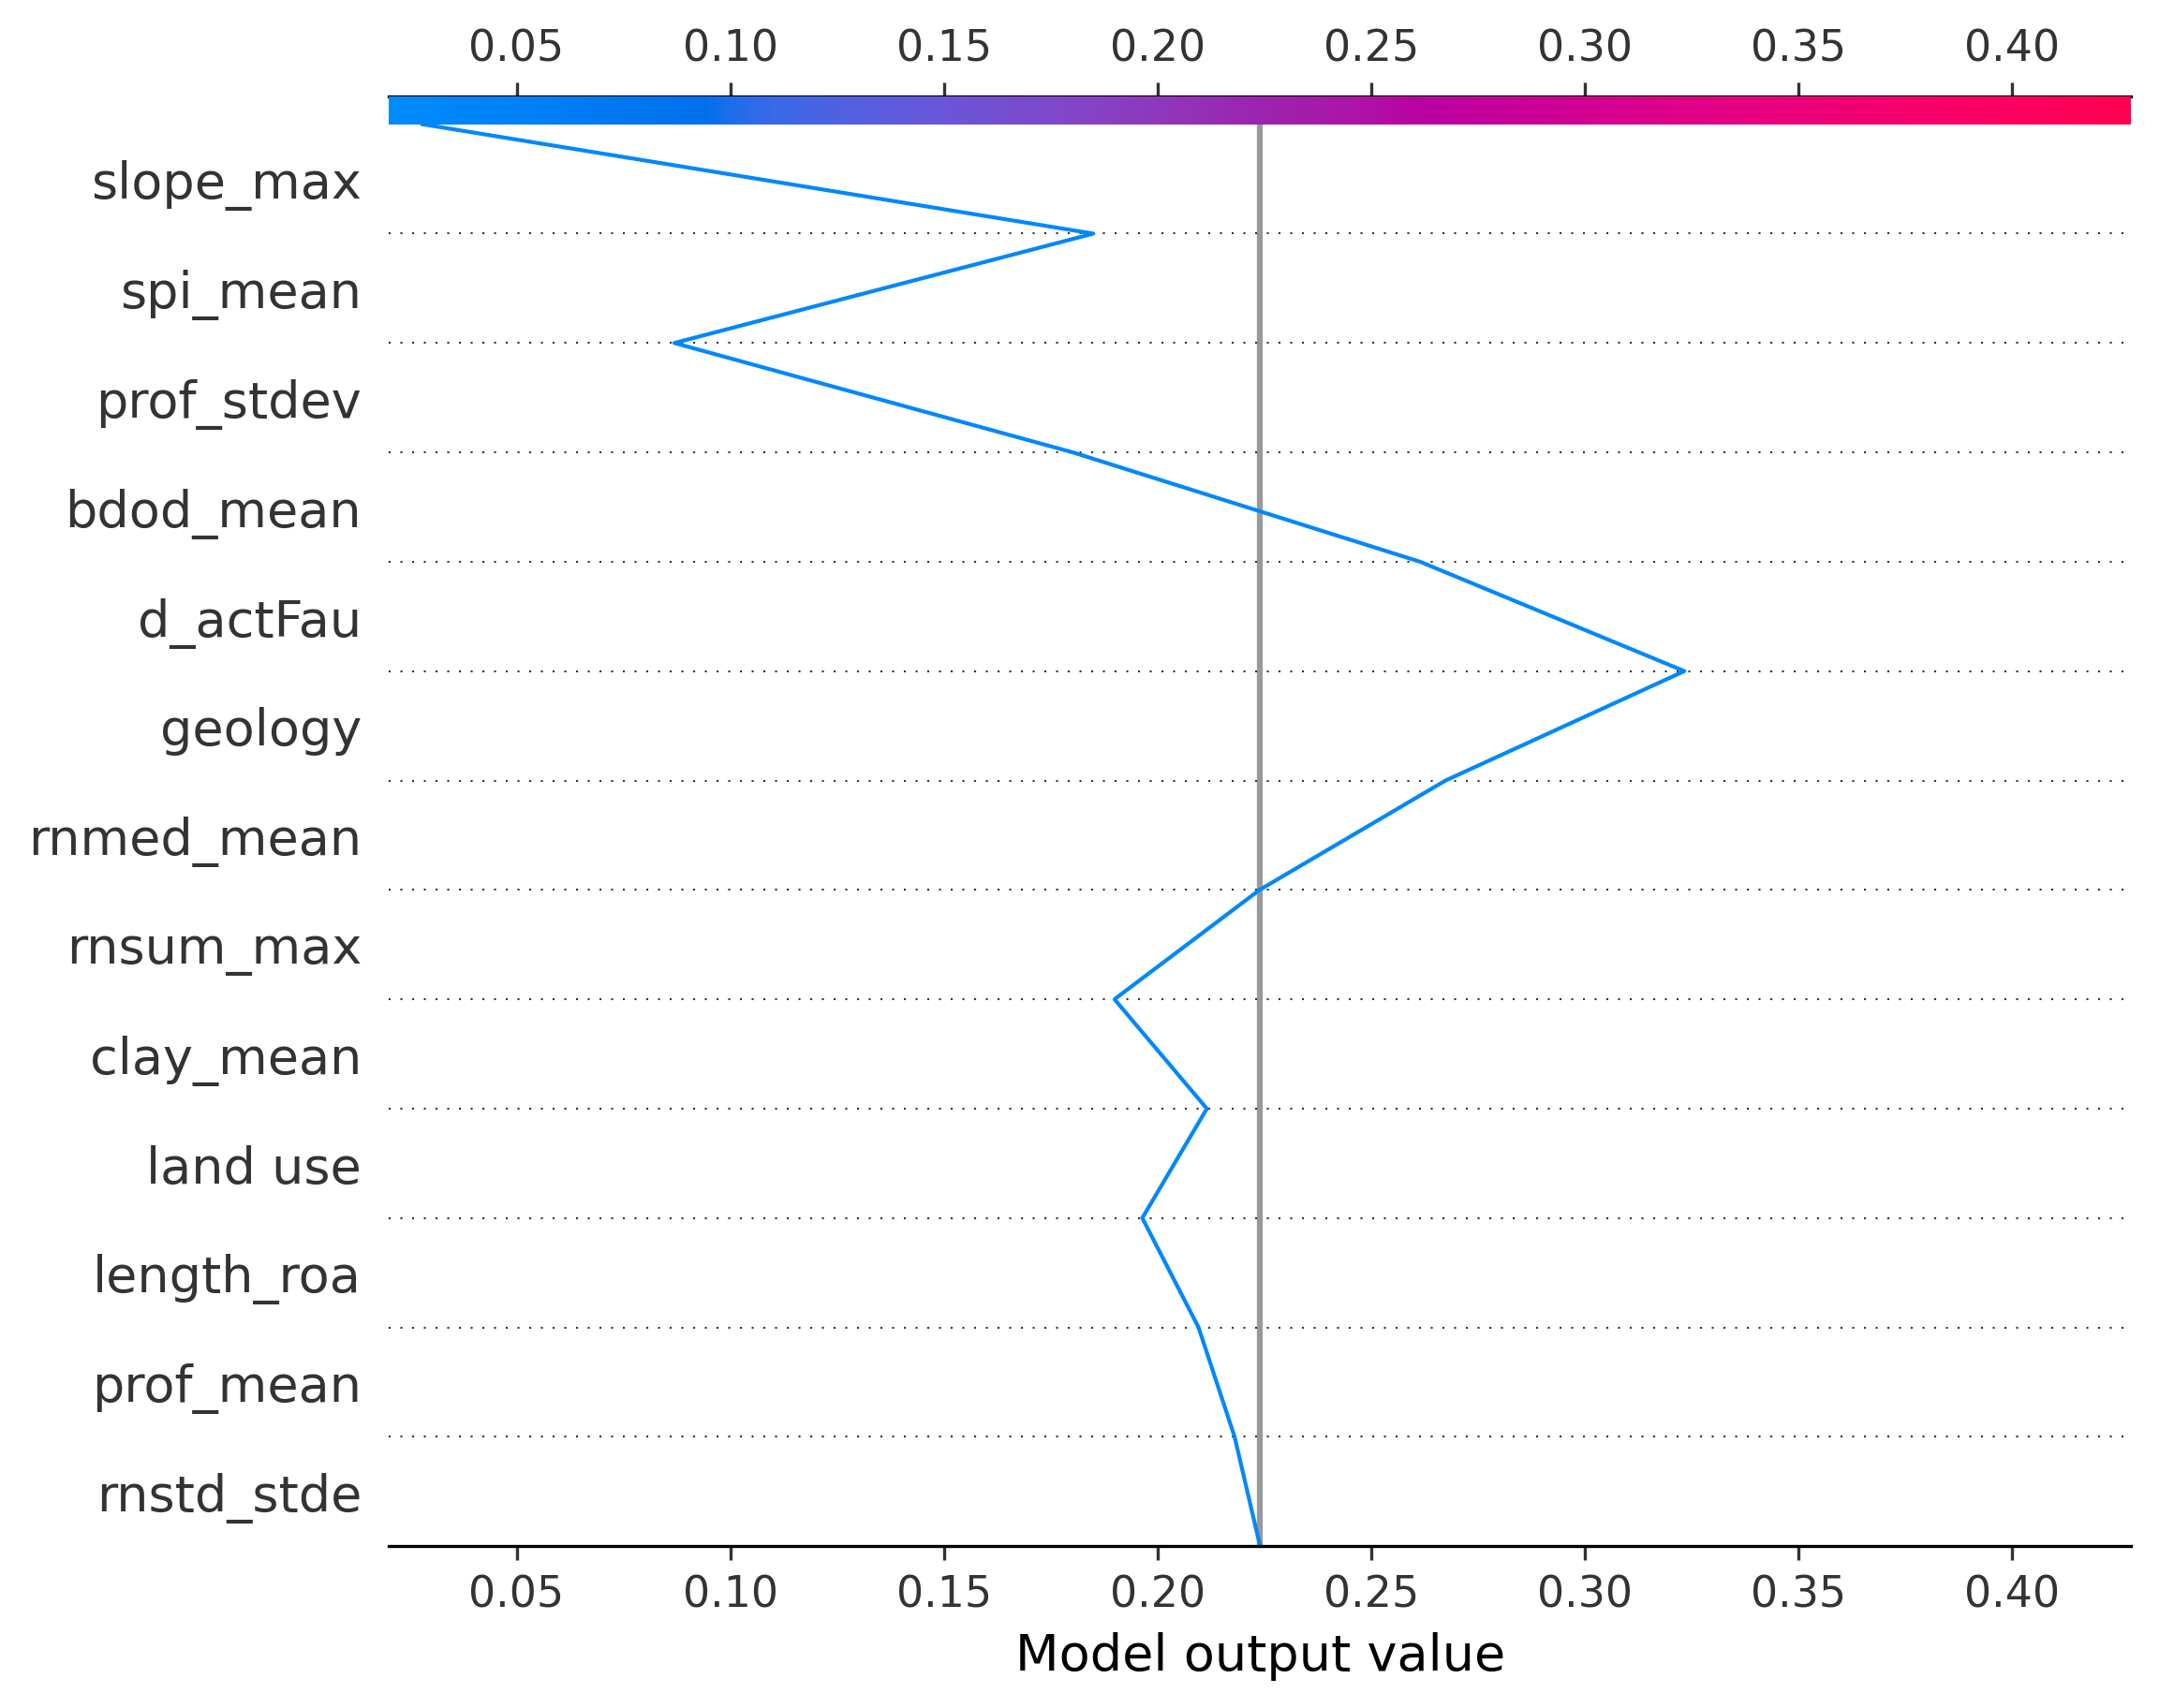 0.05 0.10 0.15 0.20 0.25 0.30 0.35 0.40
slope_max
spi_mean
prof_stdev
bdod_mean
d_actFau
geology
rnmed_mean
rnsum_max
clay_mean
land use
length_roa
prof_mean
rnstd_stde
0.05 0.10 0.15 0.20 0.25 0.30 0.35 0.40
Model output value